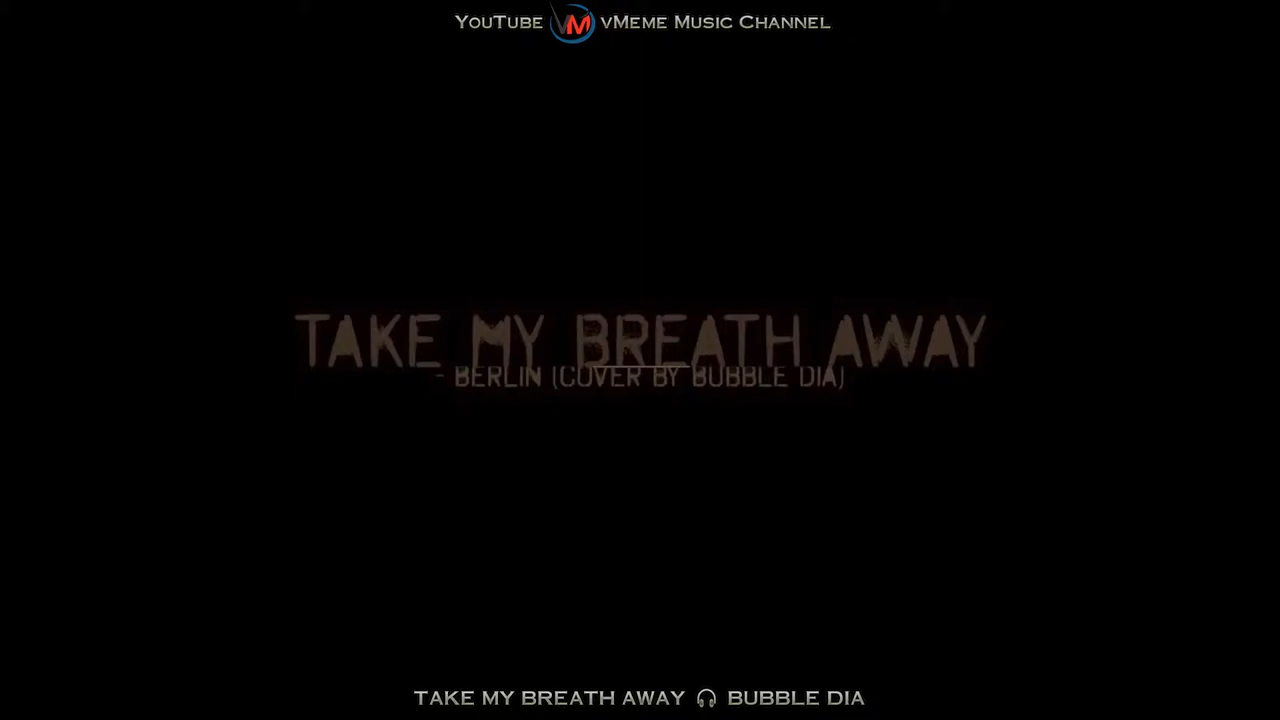 YouTube VM vMeme Music Channel
TAKE MY BREATH AWAY
- BERLIN (COVER BY BUBBLE DIA)
TAKE MY BREATH AWAY 🎧 BUBBLE DIA